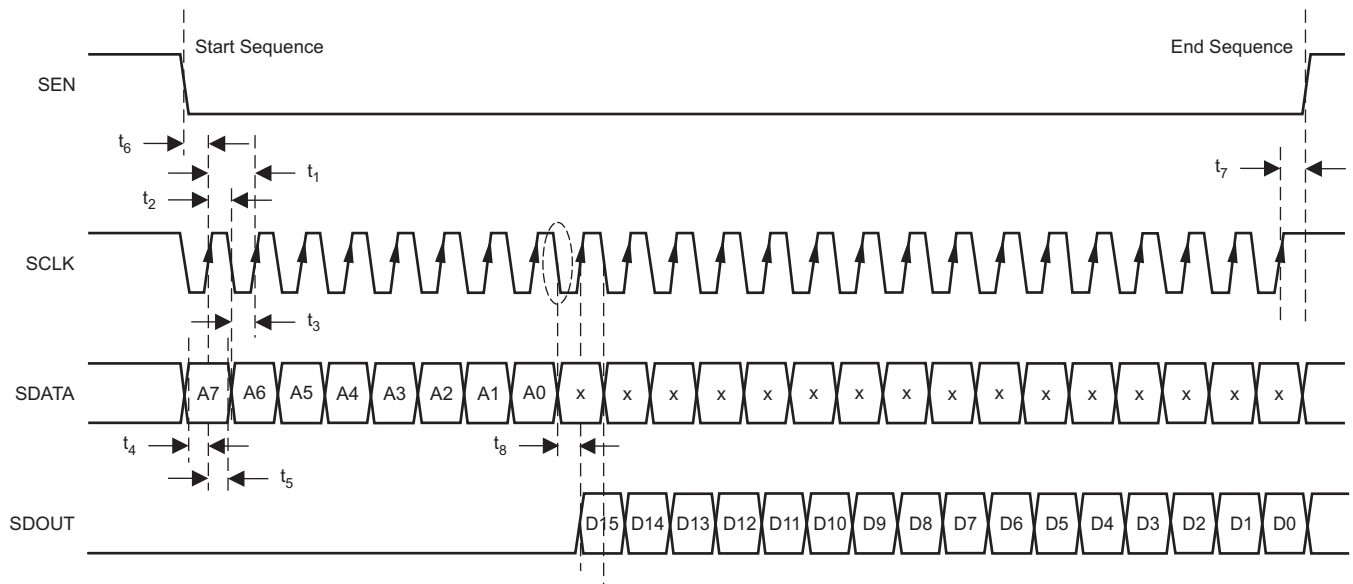 Start Sequence
End Sequence
SEN
t6
t1
t7
t2
SCLK
t3
SDATA
A7 A6 A5 A4 A3 A2 A1 A0 x x x x x x x x x x x x x x x x
t4
t8
t5
SDOUT
D15 D14 D13 D12 D11 D10 D9 D8 D7 D6 D5 D4 D3 D2 D1 D0